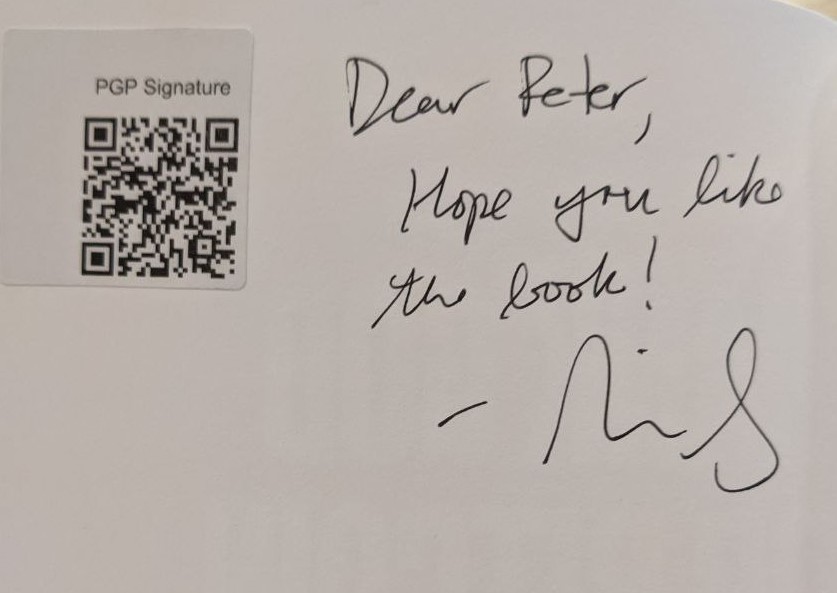 PGP Signature
Dear Peter,
Hope you like
the book!